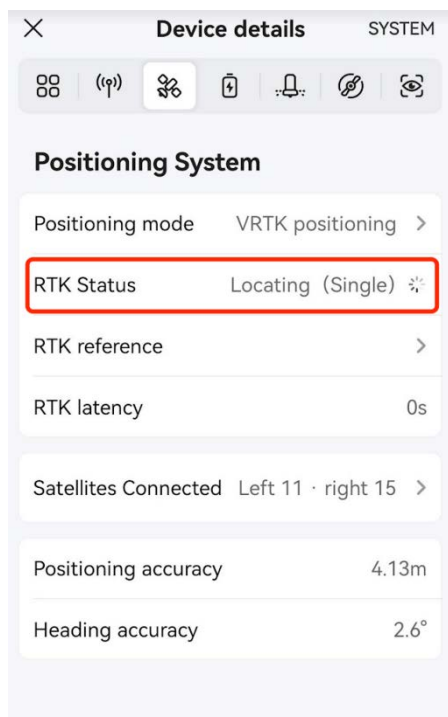 Device details SYSTEM
Positioning System
Positioning mode VRTK positioning
RTK Status Locating（Single）
RTK reference
RTK latency 0s
Satellites Connected Left 11 · right 15
Positioning accuracy 4.13m
Heading accuracy 2.6°